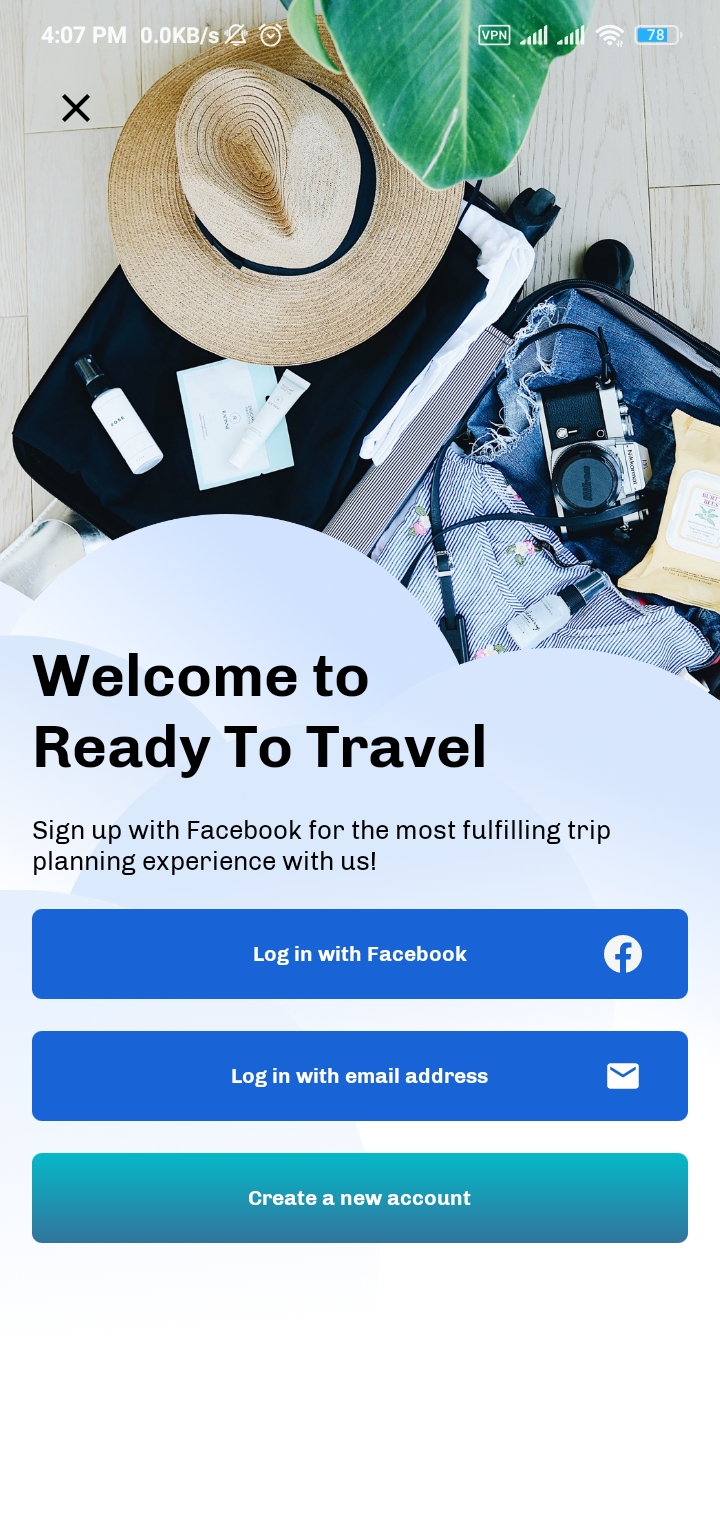 4:07 PM 0.0KB/s
VPN
78
Nikon
Welcome to
Ready To Travel
Sign up with Facebook for the most fulfilling trip
planning experience with us!
Log in with Facebook
Log in with email address
Create a new account